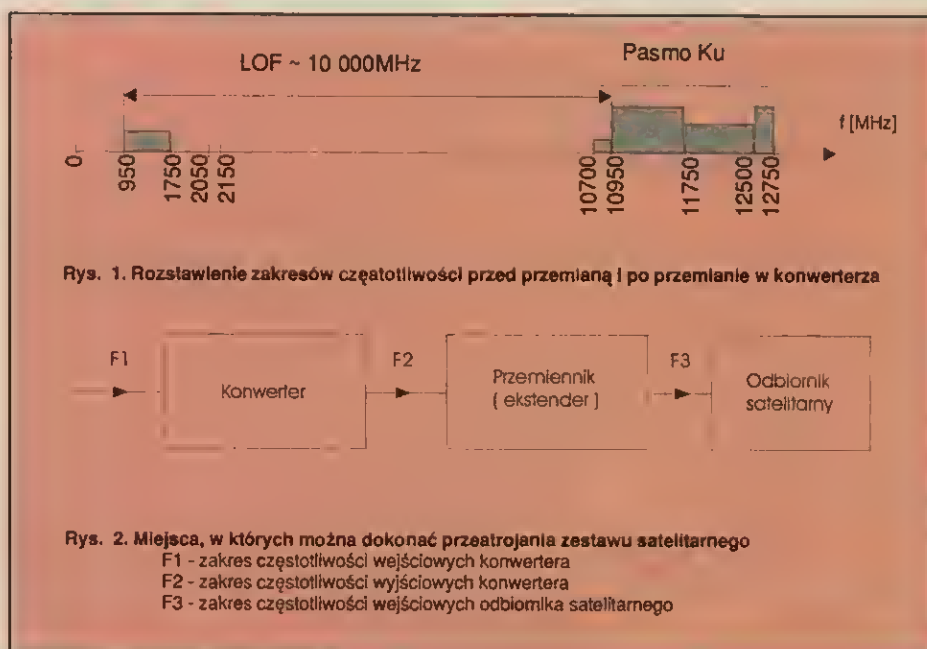 LOF ~ 10 000MHz
Pasmo Ku
f [MHz]
0
950
1750
2050
2150
10700
10950
11750
12500
12750
Rys. 1. Rozstawlenie zakresów częatotliwości przed przemianą i po przemianie w konwerterza
F1
Konwerter
F2
Przemiennik
( ekstender )
F3
Odbiornik
satelitarny
Rys. 2. Miejsca, w których można dokonać przeatrojania zestawu satelitarnego
F1 - zakres częstotliwości wejściowych konwertera
F2 - zakres częstotliwości wyjściowych konwertera
F3 - zakres częstotliwości wejściowych odbiornika satelitarnego